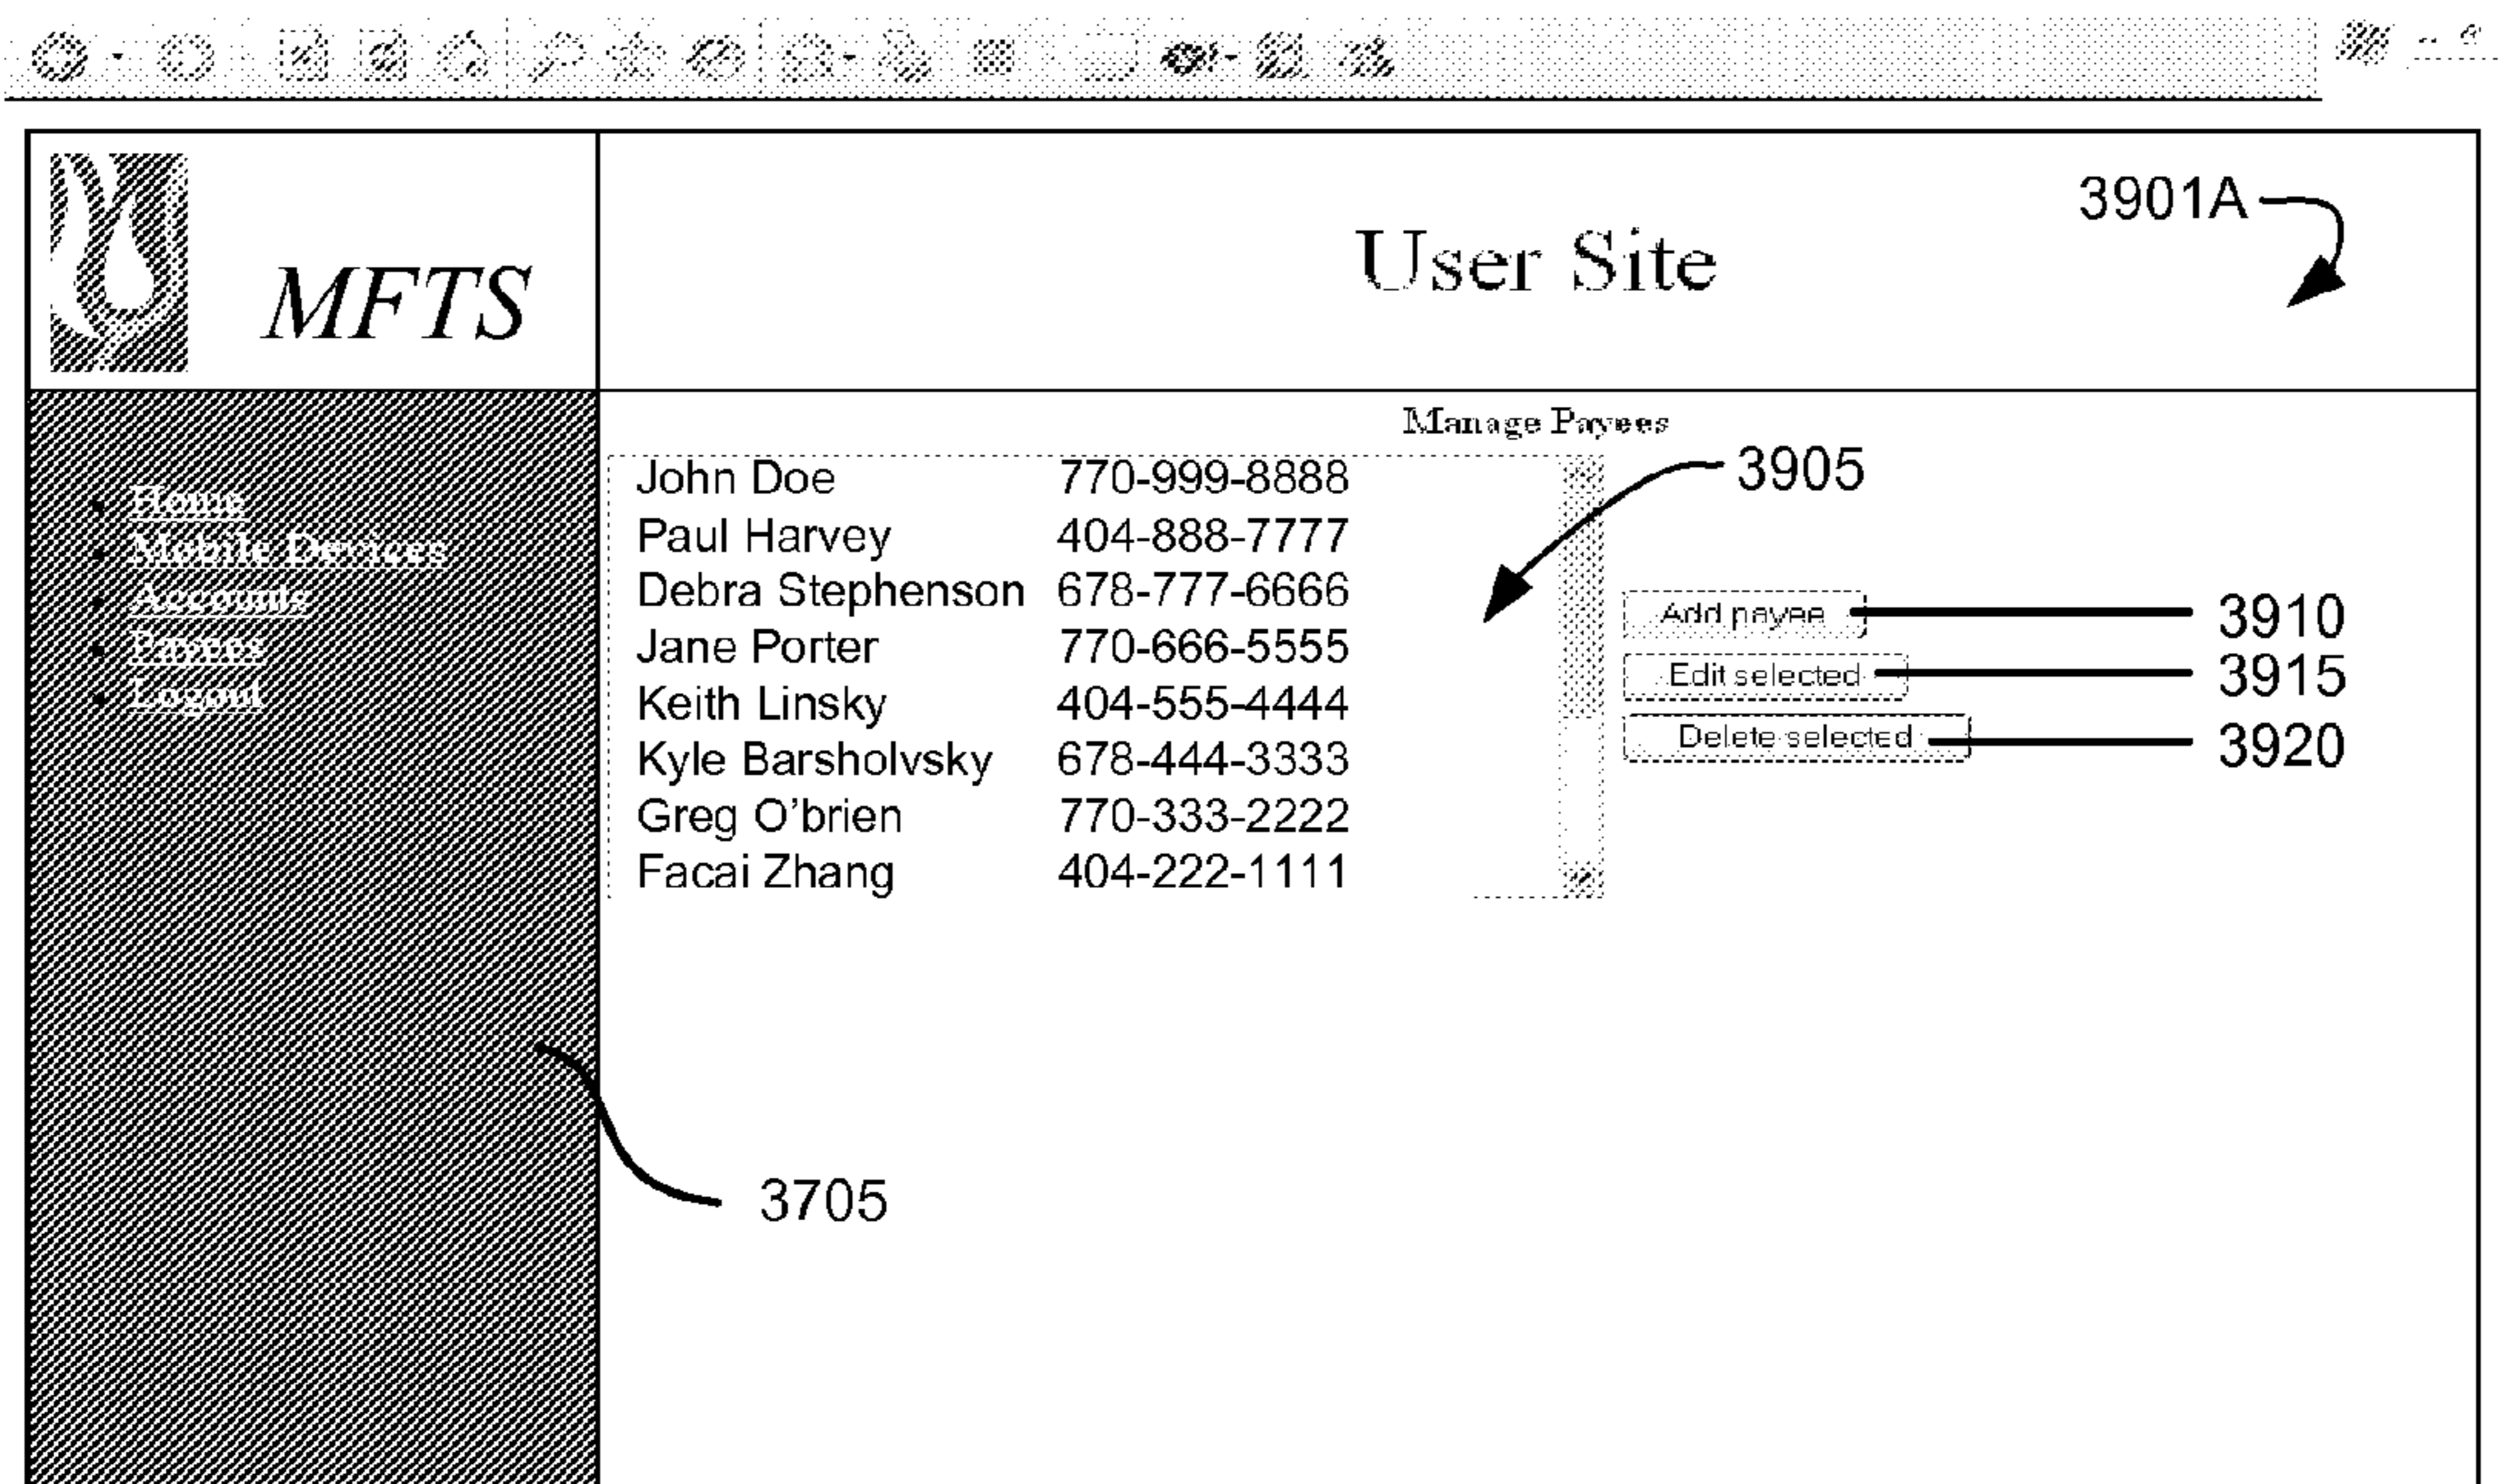 3901A
MFTS
User Site
Manage Payees
Home
Mobile Devices
Accounts
Payees
Logout
John Doe 770-999-8888
Paul Harvey 404-888-7777
Debra Stephenson 678-777-6666
Jane Porter 770-666-5555
Keith Linsky 404-555-4444
Kyle Barsholvsky 678-444-3333
Greg O'brien 770-333-2222
Facai Zhang 404-222-1111
3905
Add payee 3910
Edit selected 3915
Delete selected 3920
3705